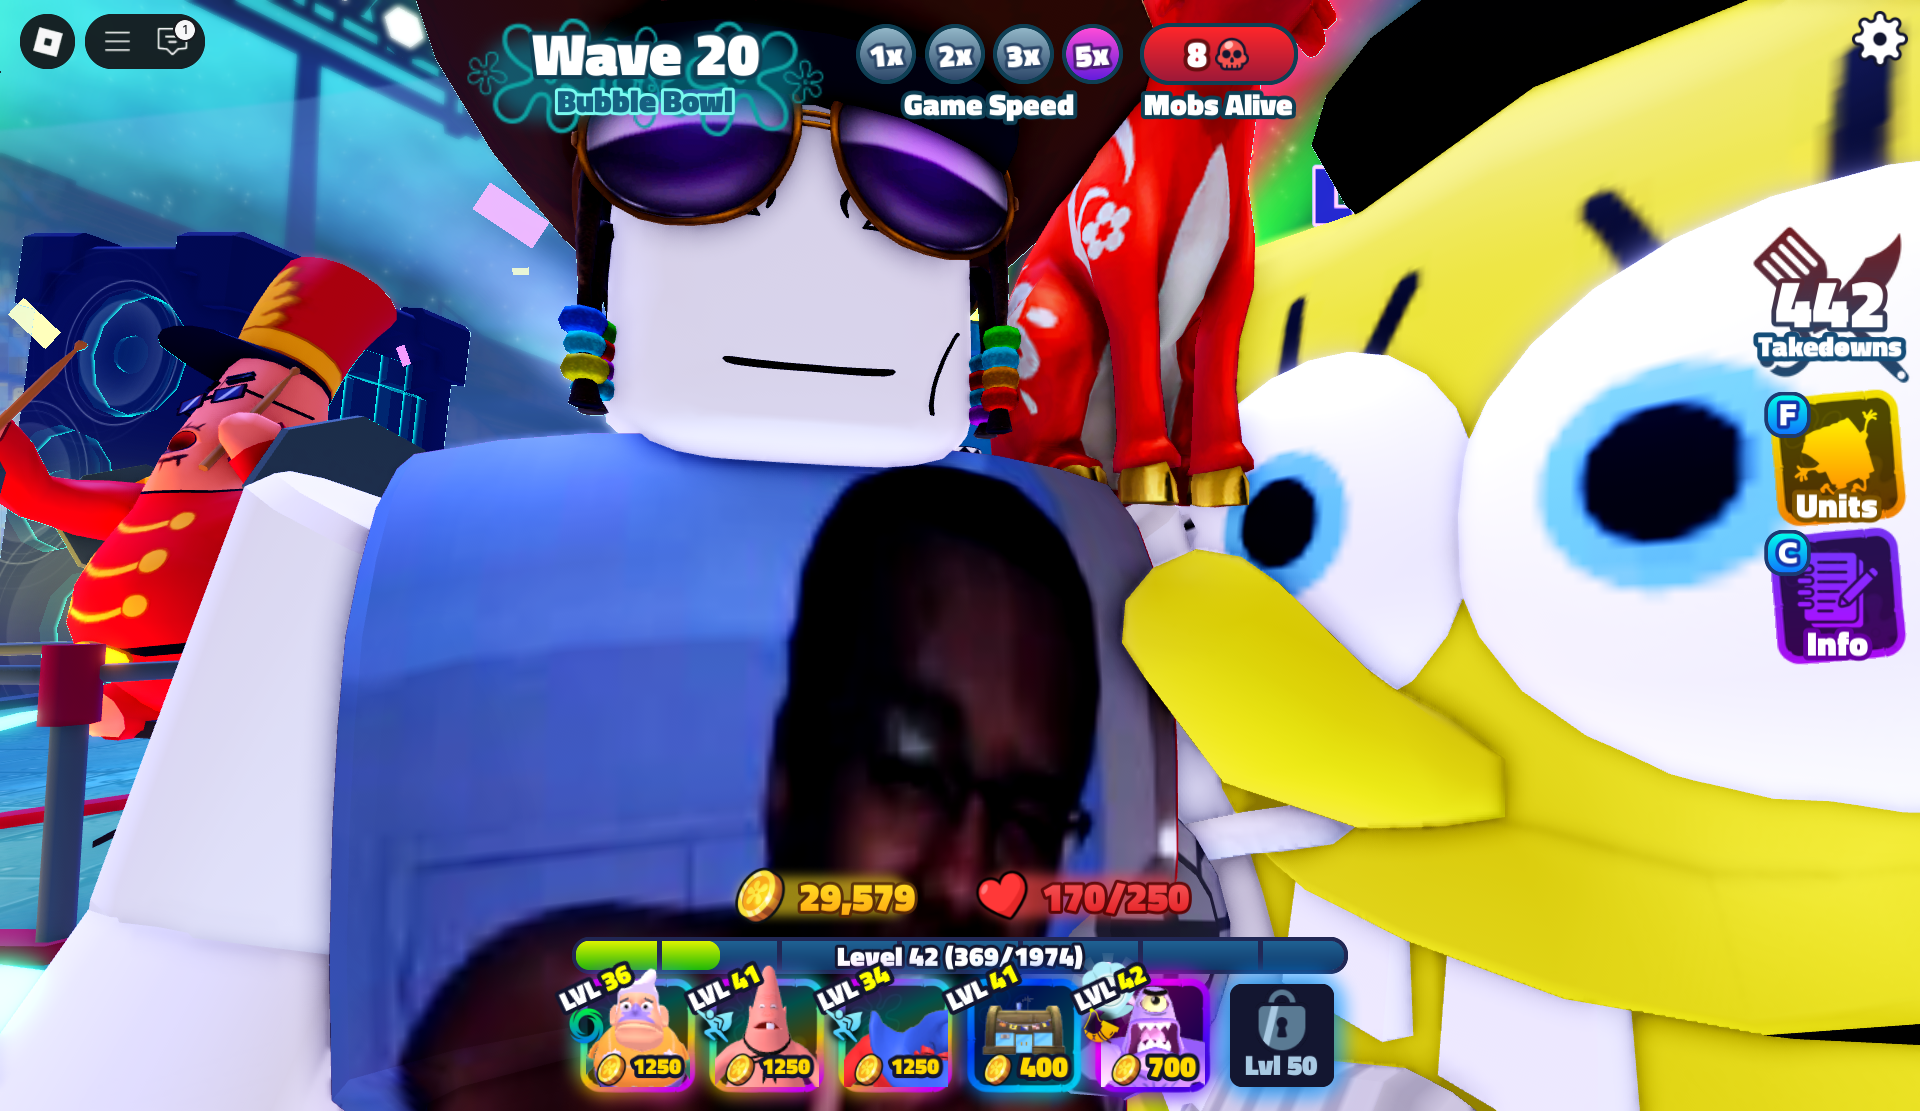 1
Wave 20
Bubble Bowl
1x
2x
3x
5x
Game Speed
8
Mobs Alive
442
Takedowns
F
Units
C
Info
29,579
170/250
Level 42 (369/1974)
LVL 36
1250
LVL 41
1250
LVL 34
1250
LVL 41
400
LVL 42
700
Lvl 50